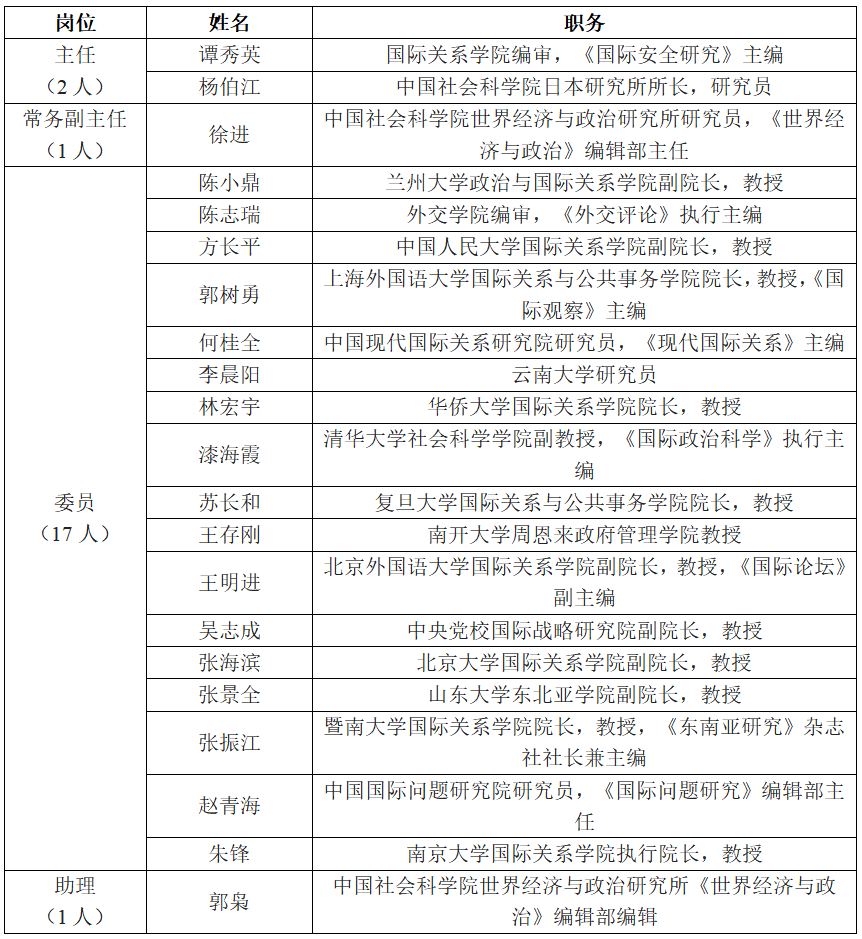 岗位 姓名 职务
主任
（2 人）
谭秀英 国际关系学院编审，《国际安全研究》主编
杨伯江 中国社会科学院日本研究所所长，研究员
常务副主任
（1 人）
徐进 中国社会科学院世界经济与政治研究所研究员，《世界经
济与政治》编辑部主任
委员
（17 人）
陈小鼎 兰州大学政治与国际关系学院副院长，教授
陈志瑞 外交学院编审，《外交评论》执行主编
方长平 中国人民大学国际关系学院副院长，教授
郭树勇 上海外国语大学国际关系与公共事务学院院长，教授，《国
际观察》主编
何桂全 中国现代国际关系研究院研究员，《现代国际关系》主编
李晨阳 云南大学研究员
林宏宇 华侨大学国际关系学院院长，教授
漆海霞 清华大学社会科学学院副教授，《国际政治科学》执行主
编
苏长和 复旦大学国际关系与公共事务学院院长，教授
王存刚 南开大学周恩来政府管理学院教授
王明进 北京外国语大学国际关系学院副院长，教授，《国际论坛》
副主编
吴志成 中央党校国际战略研究院副院长，教授
张海滨 北京大学国际关系学院副院长，教授
张景全 山东大学东北亚学院副院长，教授
张振江 暨南大学国际关系学院院长，教授，《东南亚研究》杂志
社社长兼主编
赵青海 中国国际问题研究院研究员，《国际问题研究》编辑部主
任
朱锋 南京大学国际关系学院执行院长，教授
助理
（1 人）
郭枭 中国社会科学院世界经济与政治研究所《世界经济与政
治》编辑部编辑